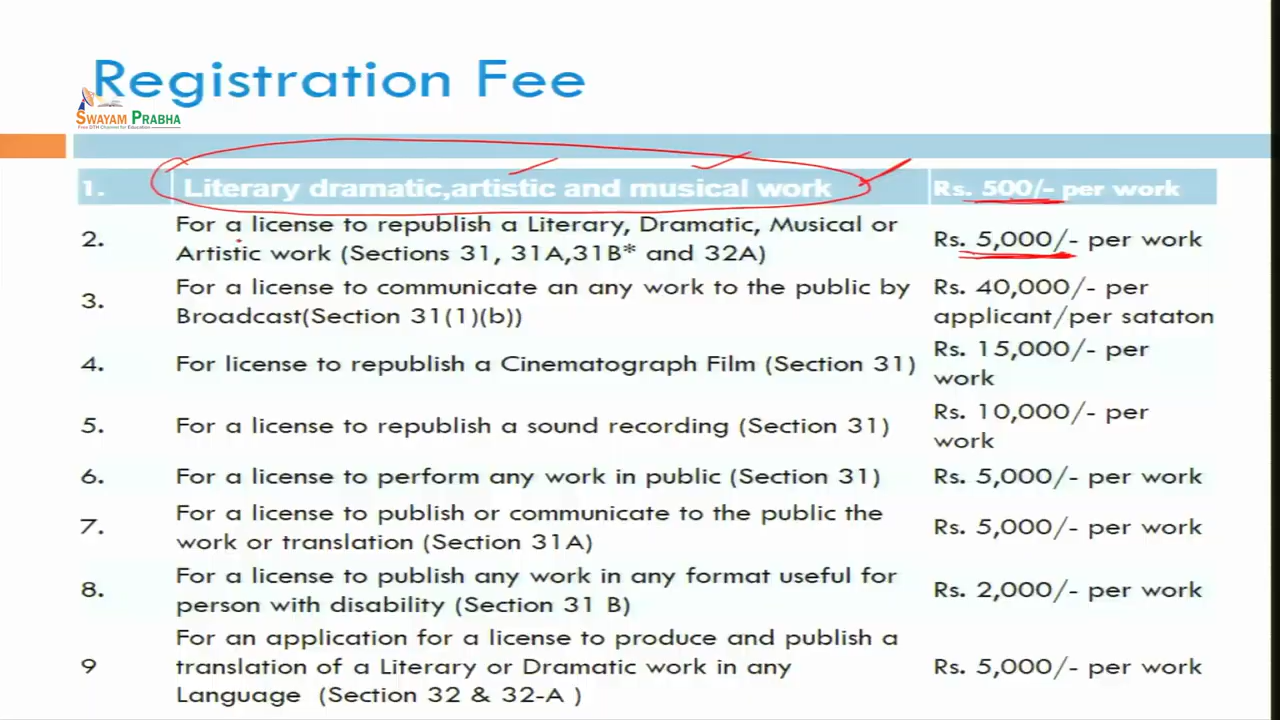 Registration Fee
SWAYAM PRABHA
Free DTH Channel for Education
1. Literary dramatic,artistic and musical work Rs. 500/- per work
2. For a license to republish a Literary, Dramatic, Musical or
Artistic work (Sections 31, 31A,31B* and 32A) Rs. 5,000/- per work
3. For a license to communicate an any work to the public by
Broadcast(Section 31(1)(b)) Rs. 40,000/- per
applicant/per sataton
4. For license to republish a Cinematograph Film (Section 31) Rs. 15,000/- per
work
5. For a license to republish a sound recording (Section 31) Rs. 10,000/- per
work
6. For a license to perform any work in public (Section 31) Rs. 5,000/- per work
7. For a license to publish or communicate to the public the
work or translation (Section 31A) Rs. 5,000/- per work
8. For a license to publish any work in any format useful for
person with disability (Section 31 B) Rs. 2,000/- per work
9 For an application for a license to produce and publish a
translation of a Literary or Dramatic work in any
Language (Section 32 & 32-A ) Rs. 5,000/- per work